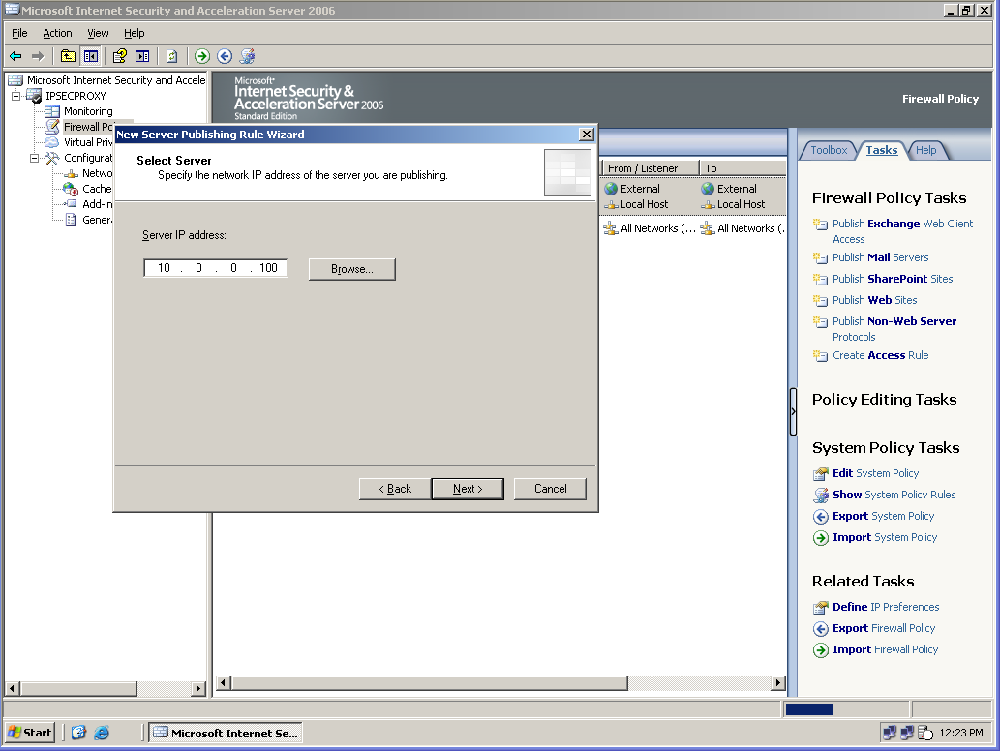 Microsoft Internet Security and Acceleration Server 2006
File Action View Help
Microsoft Internet Security and Accele
IPSECPROXY
Monitoring
Firewall Po
Virtual Priv
Configurat
Netwo
Cache
Add-in
Genera
Microsoft®
Internet Security &
Acceleration Server 2006
Standard Edition
Firewall Policy
New Server Publishing Rule Wizard
Select Server
Specify the network IP address of the server you are publishing.
Server IP address:
10 . 0 . 0 . 100
Browse...
< Back Next > Cancel
From / Listener To
External External
Local Host Local Host
All Networks (... All Networks (.
Toolbox Tasks Help
Firewall Policy Tasks
Publish Exchange Web Client
Access
Publish Mail Servers
Publish SharePoint Sites
Publish Web Sites
Publish Non-Web Server
Protocols
Create Access Rule
Policy Editing Tasks
System Policy Tasks
Edit System Policy
Show System Policy Rules
Export System Policy
Import System Policy
Related Tasks
Define IP Preferences
Export Firewall Policy
Import Firewall Policy
Start Microsoft Internet Se... 12:23 PM